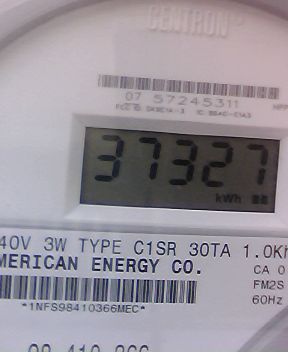 CENTRON
07 57245311
37327
kWh
40V 3W TYPE C1SR 30TA 1.0Kh
MERICAN ENERGY CO.
CA 0
FM2S
60Hz
*1NFS98410366MEC*